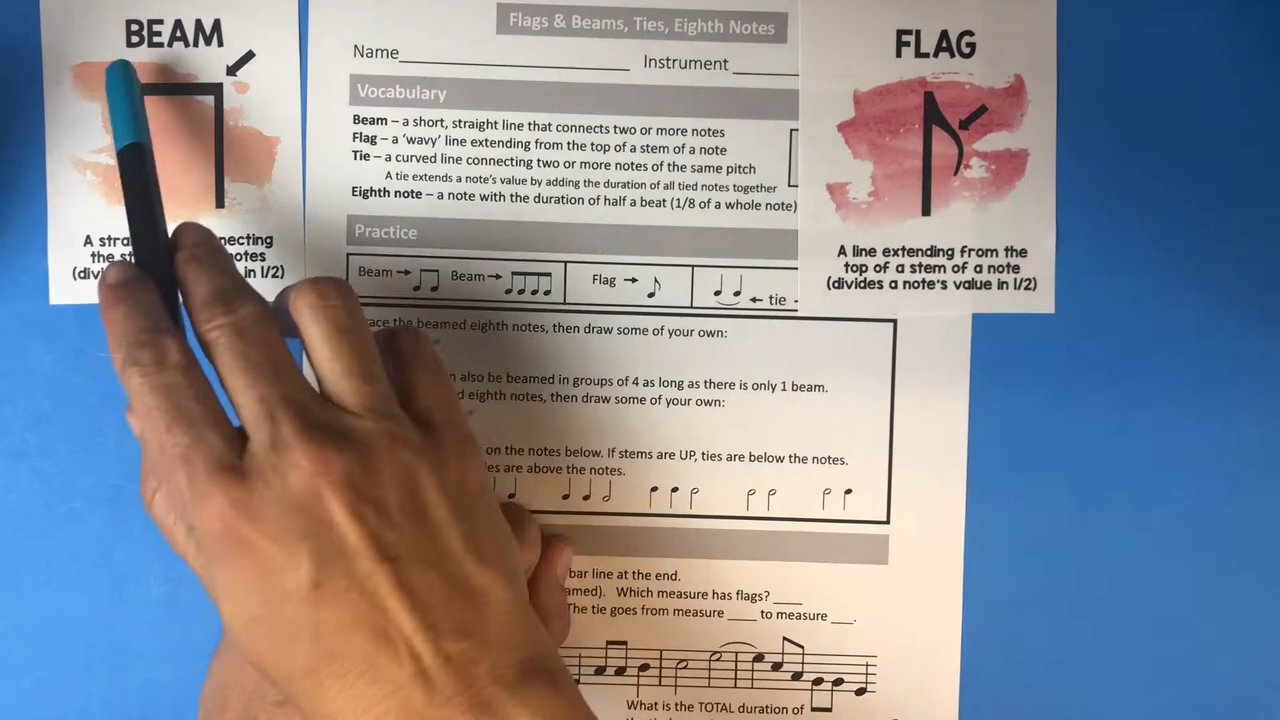 BEAM
A necting
the notes
in 1/2)
Flags & Beams, Ties, Eighth Notes
Name Instrument
Vocabulary
Beam – a short, straight line that connects two or more notes
Flag – a 'wavy' line extending from the top of a stem of a note
Tie – a curved line connecting two or more notes of the same pitch
A tie extends a note's value by adding the duration of all tied notes together
Eighth note – a note with the duration of half a beat (1/8 of a whole note)
Practice
Beam → Beam→ Flag → ← tie -
the beamed eighth notes, then draw some of your own:
also be beamed in groups of 4 as long as there is only 1 beam.
eighth notes, then draw some of your own:
on the notes below. If stems are UP, ties are below the notes.
are above the notes.
bar line at the end.
Which measure has flags? ____
The tie goes from measure ____ to measure ___.
What is the TOTAL duration of
FLAG
A line extending from the
top of a stem of a note
(divides a note's value in 1/2)